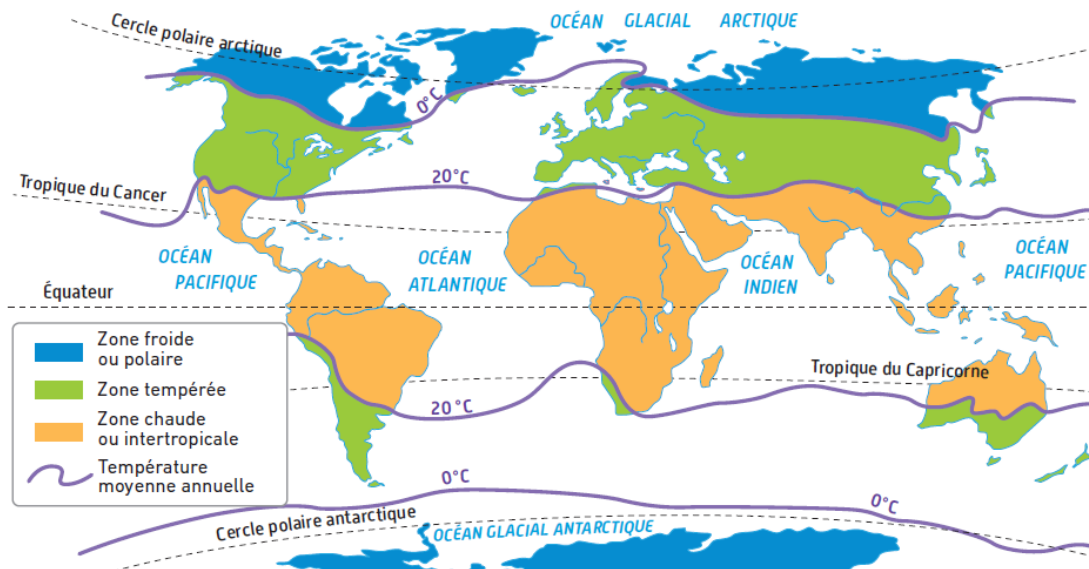 Cercle polaire arctique
OCÉAN GLACIAL ARCTIQUE
0°C
Tropique du Cancer
20°C
OCÉAN
PACIFIQUE
OCÉAN
ATLANTIQUE
OCÉAN
INDIEN
OCÉAN
PACIFIQUE
Équateur
Zone froide
ou polaire
Zone tempérée
Zone chaude
ou intertropicale
Température
moyenne annuelle
Tropique du Capricorne
20°C
0°C
0°C
Cercle polaire antarctique
OCÉAN GLACIAL ANTARCTIQUE